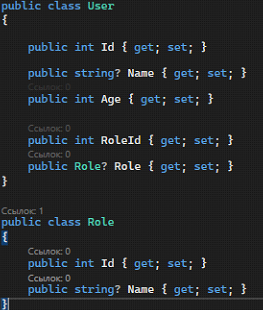 public class User
{
public int Id { get; set; }
public string? Name { get; set; }
Ссылок: 0
public int Age { get; set; }
Ссылок: 0
public int RoleId { get; set; }
Ссылок: 0
public Role? Role { get; set; }
}
Ссылок: 1
public class Role
{
Ссылок: 0
public int Id { get; set; }
Ссылок: 0
public string? Name { get; set; }
}